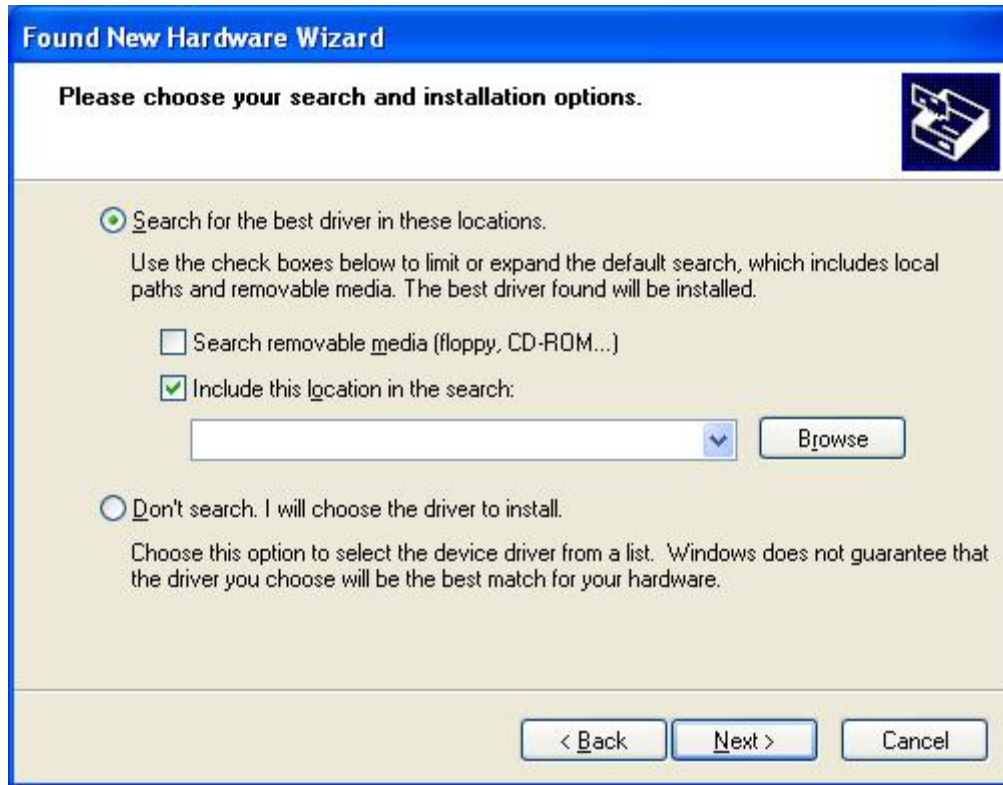 Found New Hardware Wizard
Please choose your search and installation options.
Search for the best driver in these locations.
Use the check boxes below to limit or expand the default search, which includes local
paths and removable media. The best driver found will be installed.
Search removable media (floppy, CD-ROM...)
Include this location in the search:
Browse
Don't search. I will choose the driver to install.
Choose this option to select the device driver from a list. Windows does not guarantee that
the driver you choose will be the best match for your hardware.
< Back Next > Cancel